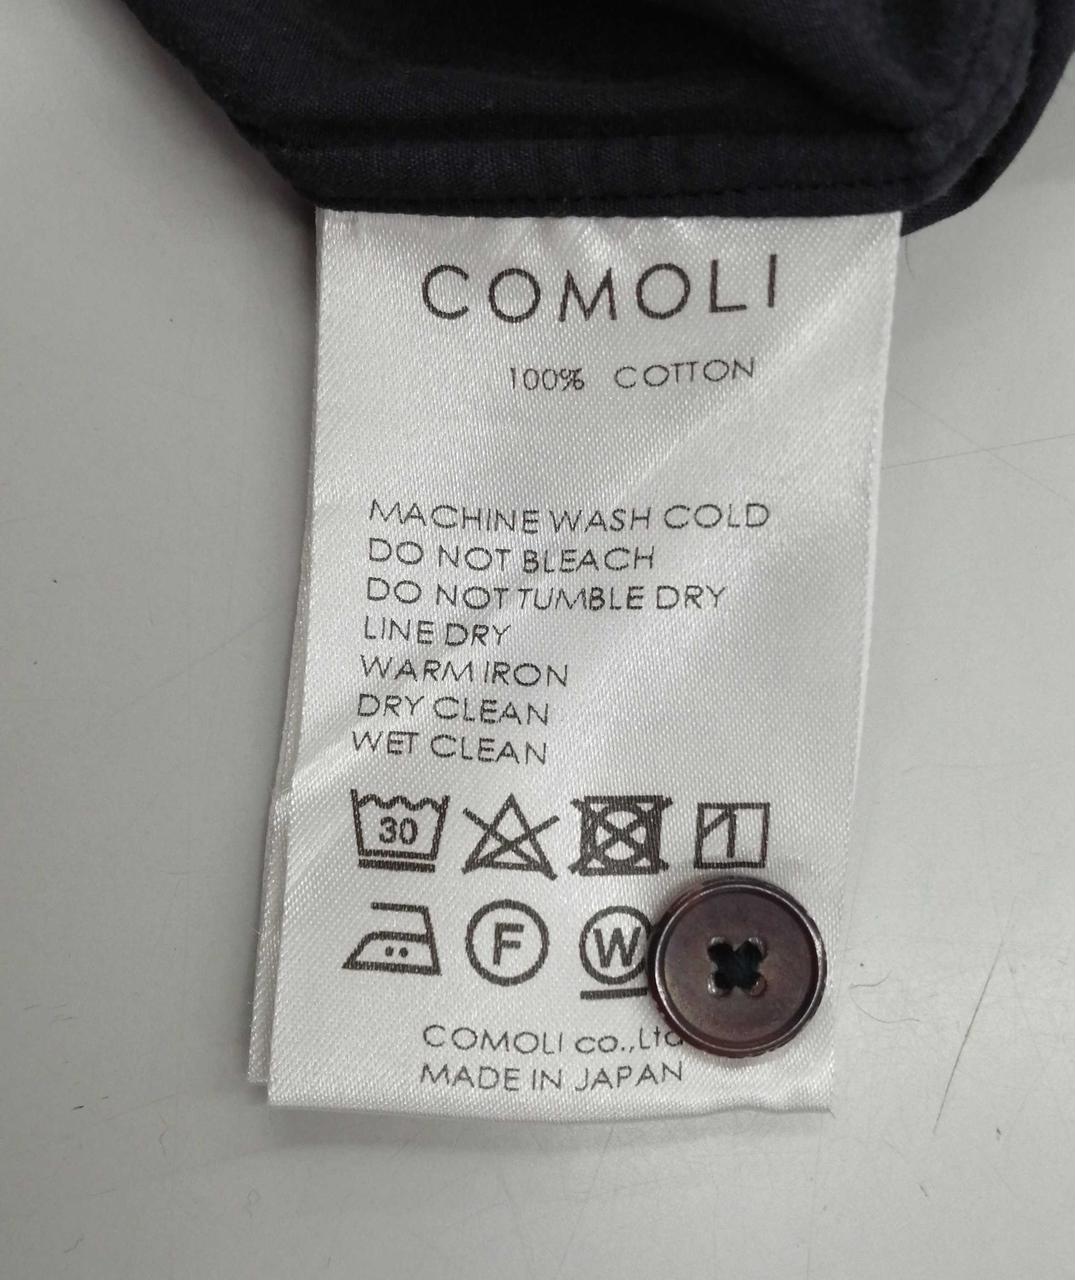 COMOLI
100% COTTON
MACHINE WASH COLD
DO NOT BLEACH
DO NOT TUMBLE DRY
LINE DRY
WARM IRON
DRY CLEAN
WET CLEAN
30
F
W
COMOLI co.,Ltd
MADE IN JAPAN